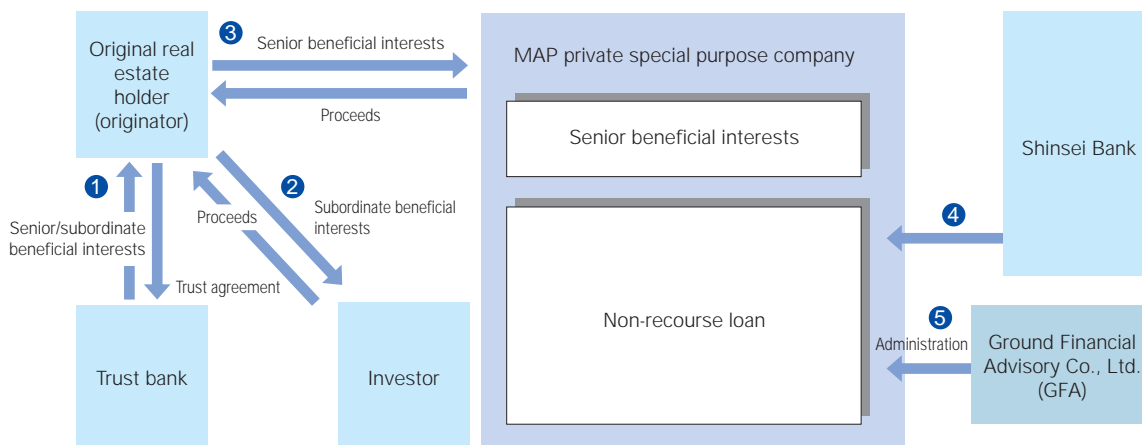 Original real
estate
holder
(originator)
3
Senior beneficial interests
Proceeds
MAP private special purpose company
Senior beneficial interests
Non-recourse loan
Shinsei Bank
1
Senior/subordinate
beneficial interests
Trust agreement
2
Proceeds
Subordinate beneficial
interests
Trust bank
Investor
4
5
Administration
Ground Financial
Advisory Co., Ltd.
(GFA)